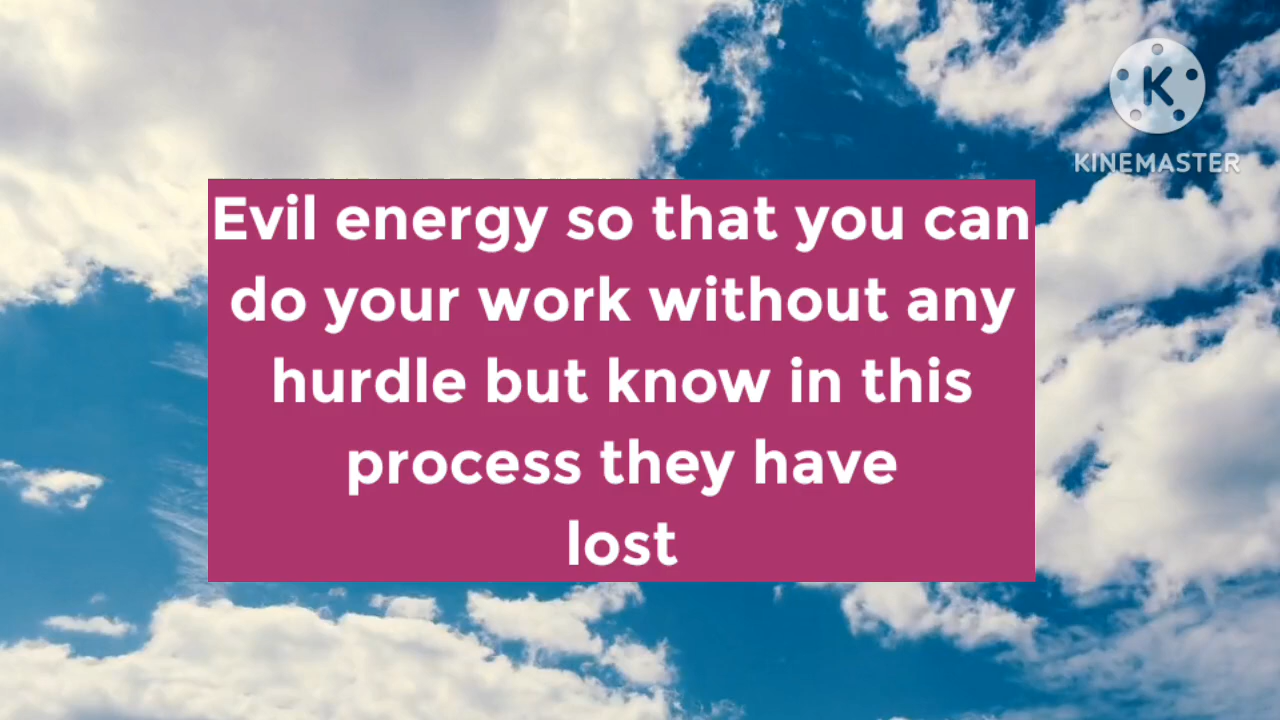 K
KINEMASTER
Evil energy so that you can
do your work without any
hurdle but know in this
process they have
lost